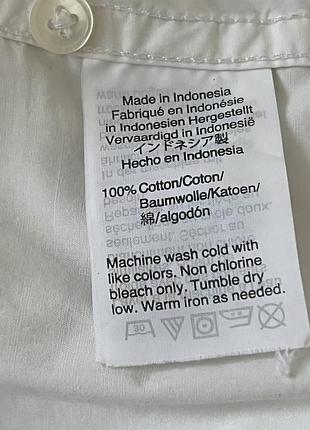 Made in Indonesia
Fabriqué en Indonésie
in Indonesien Hergestellt
Vervaardigd in Indonesië
インドネシア製
Hecho en Indonesia
100% Cotton/Coton/
Baumwolle/Katoen/
綿/algodón
Machine wash cold with
like colors. Non chlorine
bleach only. Tumble dry
low. Warm iron as needed.
30